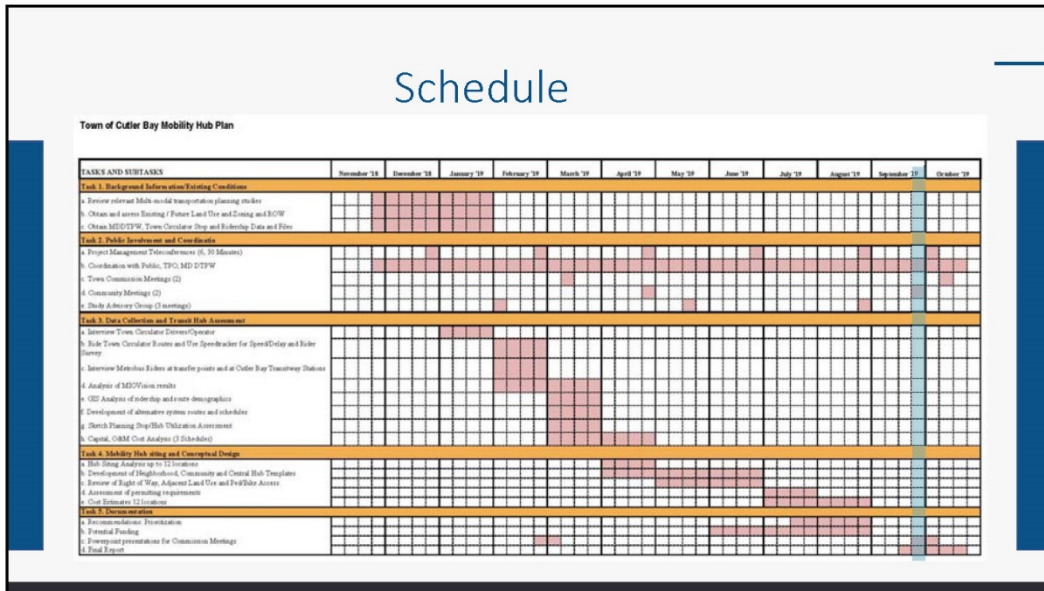 Schedule
Town of Cutler Bay Mobility Hub Plan
TASKS AND SUBTASKS November '18 December '18 January '19 February '19 March '19 April '19 May '19 June '19 July '19 August '19 September '19 October '19
Task 1. Background Information/Existing Conditions
a. Review relevant Multi-modal transportation planning studies
b. Obtain and assess Existing / Future Land Use and Zoning and ROW
c. Obtain MDDTPW, Town Circulator Stop and Ridership Data and Files
Task 2. Public Involvment and Coordinatio
a. Project Management Teleconferences (6, 30 Minutes)
b. Coordination with Public, TPO, MD DTPW
c. Town Commission Meetings (2)
d. Community Meetings (2)
e. Study Advisory Group (3 meetings)
Task 3. Data Collection and Transit Hub Assessment
a. Interview Town Circulator Drivers/Operator
b. Ride Town Circulator Routes and Use Speedtracker for Speed/Delay and Rider
Survey
c. Interview Metrobus Riders at transfer points and at Cutler Bay Transitway Stations
d. Analysis of MIOVision results
e. GIS Analysis of ridership and route demographics
f. Development of alternative system routes and schedules
g. Sketch Planning Stop/Hub Utilization Assessment
h. Capital, O&M Cost Analysis (3 Schedules)
Task 4. Mobility Hub siting and Conceptual Design
a. Hub Siting Analysis up to 12 locations
b. Development of Neighborhood, Community and Central Hub Templates
c. Review of Right of Way, Adjacent Land Use and Ped/Bike Access
d. Assessment of permitting requirements
e. Cost Estimates 12 locations
Task 5. Documentation
a. Recommendations: Prioritization
b. Potential Funding
c. Powerpoint presentations for Commission Meetings
d. Final Report